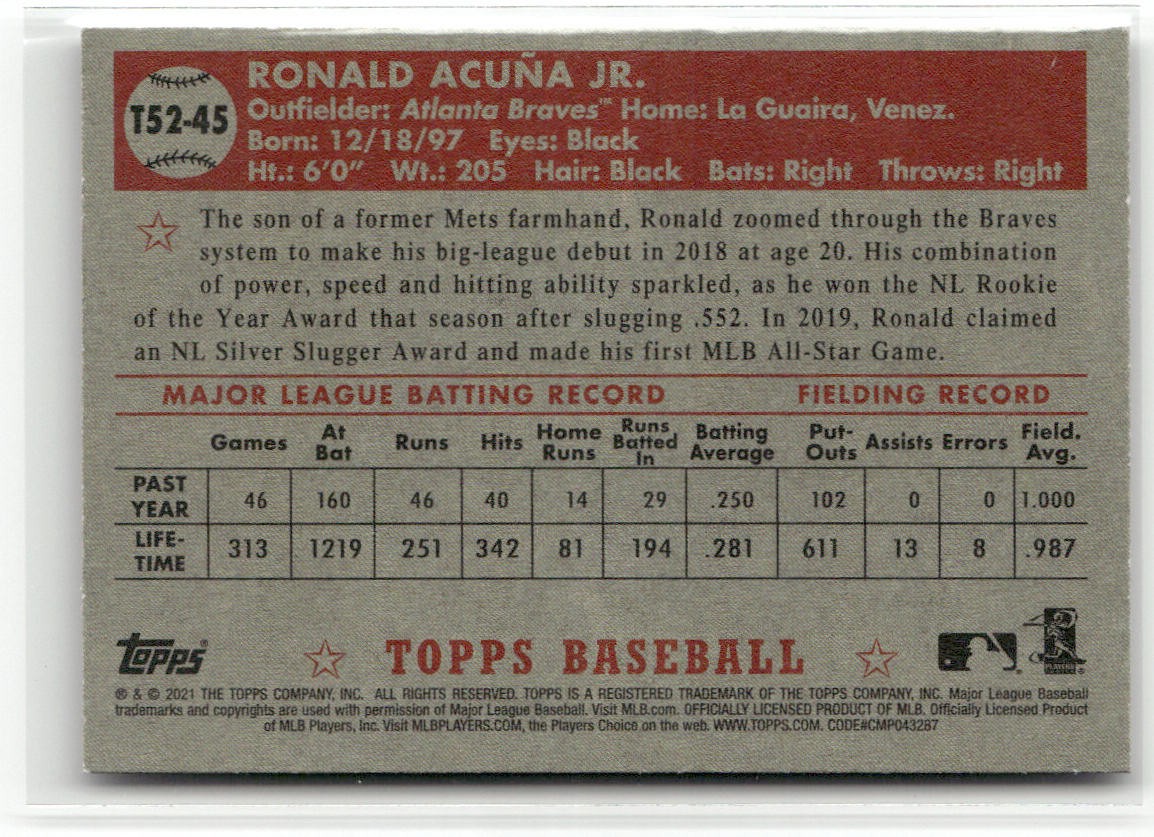 T52-45
RONALD ACUÑA JR.
Outfielder: Atlanta Braves™ Home: La Guaira, Venez.
Born: 12/18/97 Eyes: Black
Ht.: 6'0" Wt.: 205 Hair: Black Bats: Right Throws: Right
The son of a former Mets farmhand, Ronald zoomed through the Braves
system to make his big-league debut in 2018 at age 20. His combination
of power, speed and hitting ability sparkled, as he won the NL Rookie
of the Year Award that season after slugging .552. In 2019, Ronald claimed
an NL Silver Slugger Award and made his first MLB All-Star Game.
MAJOR LEAGUE BATTING RECORD FIELDING RECORD
Games At Bat Runs Hits Home Runs Runs Batted In Batting Average Put-Outs Assists Errors Field. Avg.
PAST YEAR 46 160 46 40 14 29 .250 102 0 0 1.000
LIFE-TIME 313 1219 251 342 81 194 .281 611 13 8 .987
Topps® TOPPS BASEBALL PLAYERS
® & © 2021 THE TOPPS COMPANY, INC. ALL RIGHTS RESERVED. TOPPS IS A REGISTERED TRADEMARK OF THE TOPPS COMPANY, INC. Major League Baseball
trademarks and copyrights are used with permission of Major League Baseball. Visit MLB.com. OFFICIALLY LICENSED PRODUCT OF MLB. Officially Licensed Product
of MLB Players, Inc. Visit MLBPLAYERS.COM, the Players Choice on the web. WWW.TOPPS.COM. CODE#CMP043287